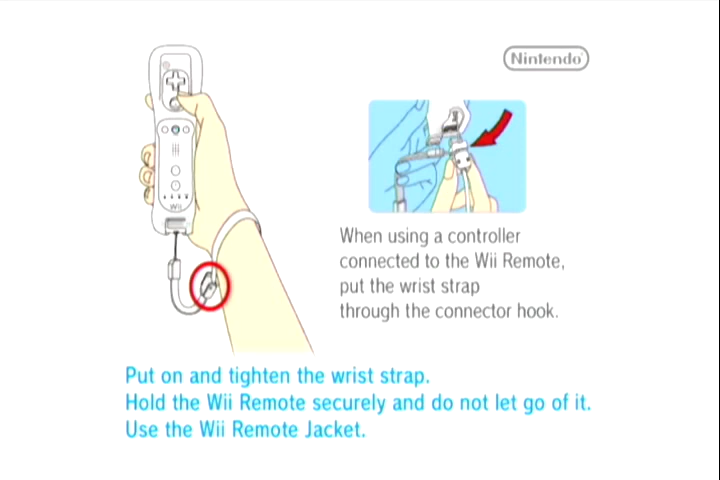 Nintendo
Wii
When using a controller
connected to the Wii Remote,
put the wrist strap
through the connector hook.
Put on and tighten the wrist strap.
Hold the Wii Remote securely and do not let go of it.
Use the Wii Remote Jacket.